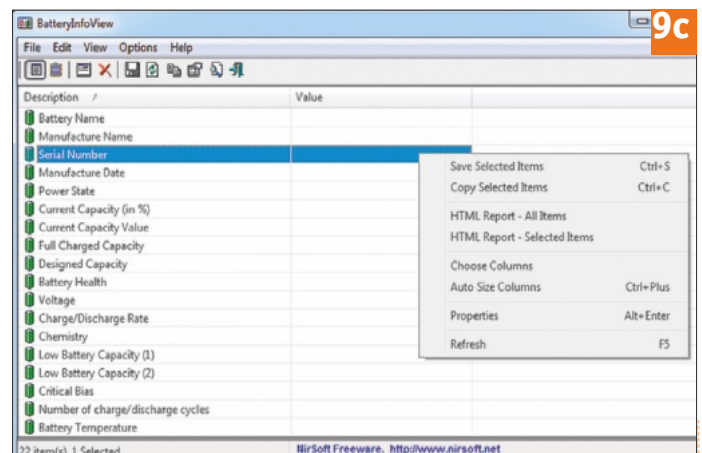 BatteryInfoView
9c
File Edit View Options Help
Description / Value
Battery Name
Manufacture Name
Serial Number
Manufacture Date
Power State
Current Capacity (in %)
Current Capacity Value
Full Charged Capacity
Designed Capacity
Battery Health
Voltage
Charge/Discharge Rate
Chemistry
Low Battery Capacity (1)
Low Battery Capacity (2)
Critical Bias
Number of charge/discharge cycles
Battery Temperature
Save Selected Items Ctrl+S
Copy Selected Items Ctrl+C
HTML Report - All Items
HTML Report - Selected Items
Choose Columns
Auto Size Columns Ctrl+Plus
Properties Alt+Enter
Refresh F5
22 item(s), 1 Selected NirSoft Freeware. http://www.nirsoft.net